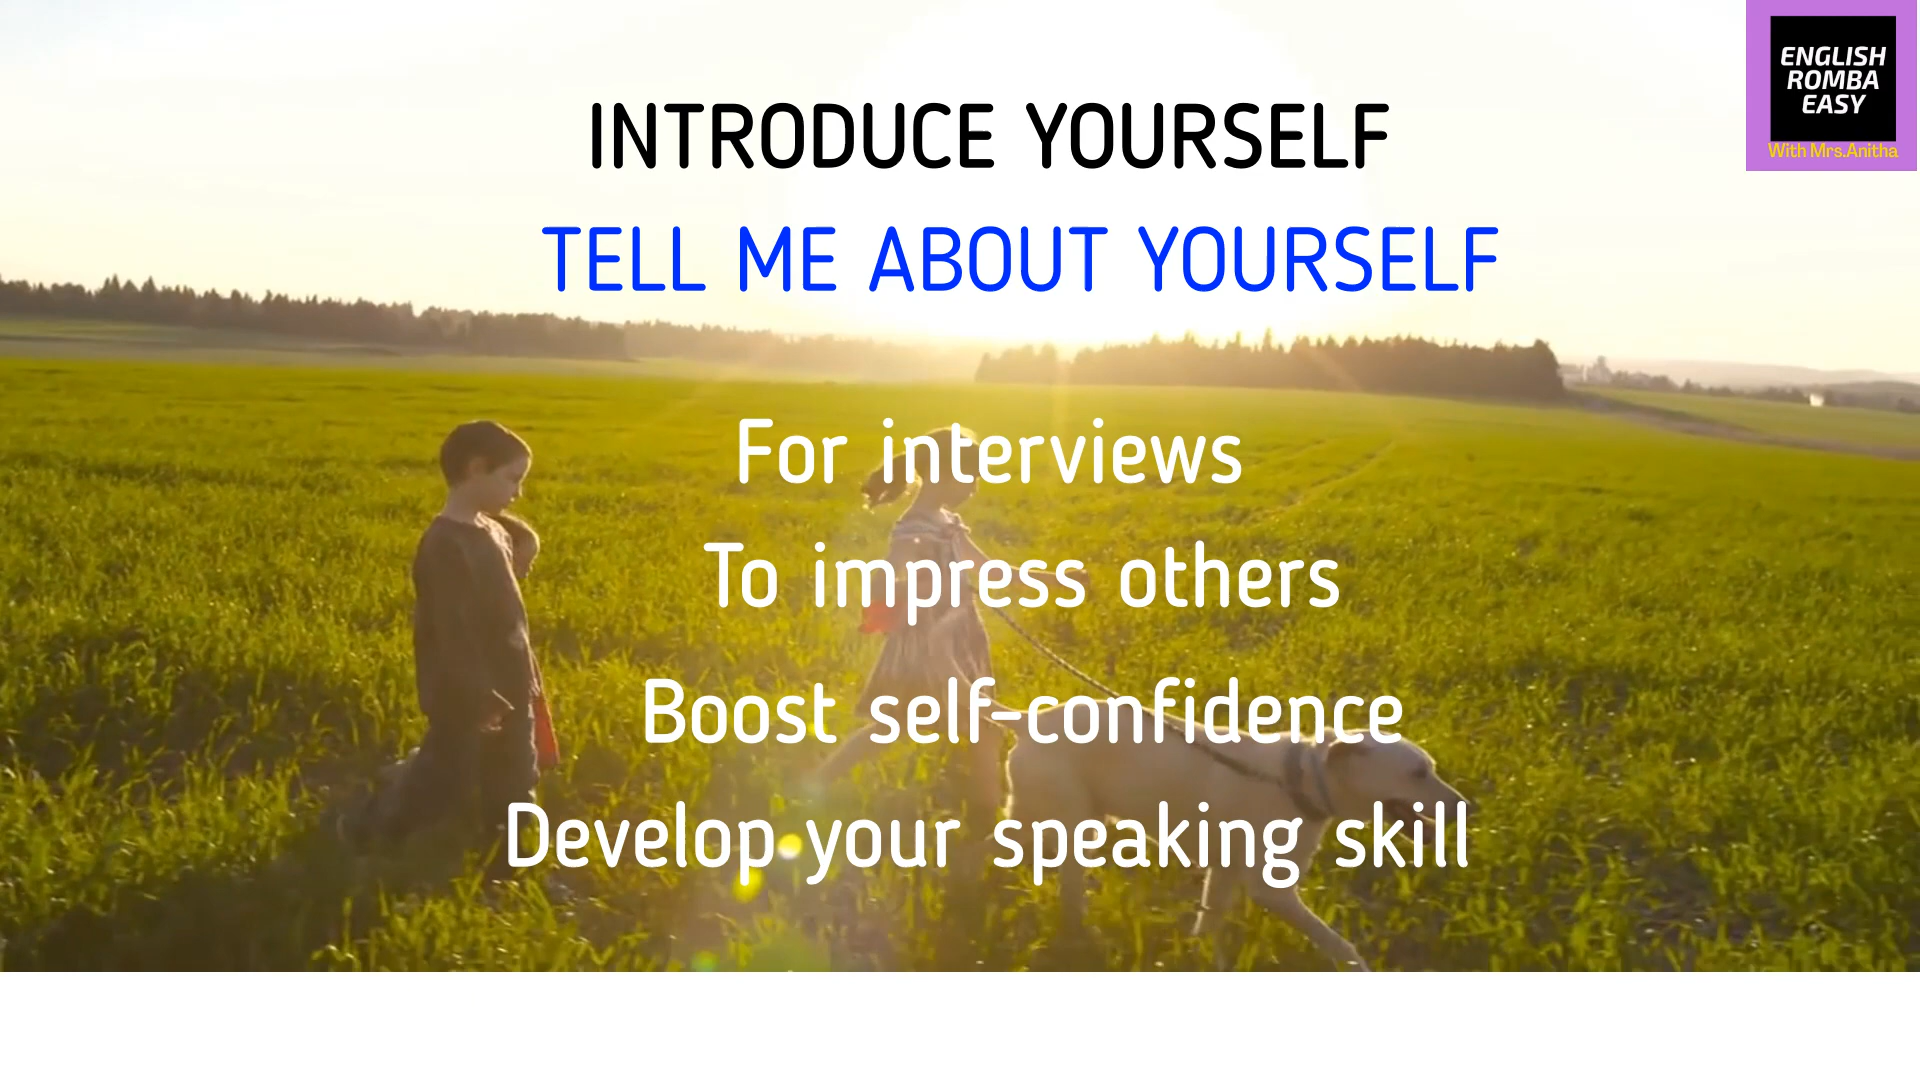 INTRODUCE YOURSELF
TELL ME ABOUT YOURSELF
For interviews
To impress others
Boost self-confidence
Develop your speaking skill
ENGLISH
ROMBA
EASY
With Mrs.Anitha